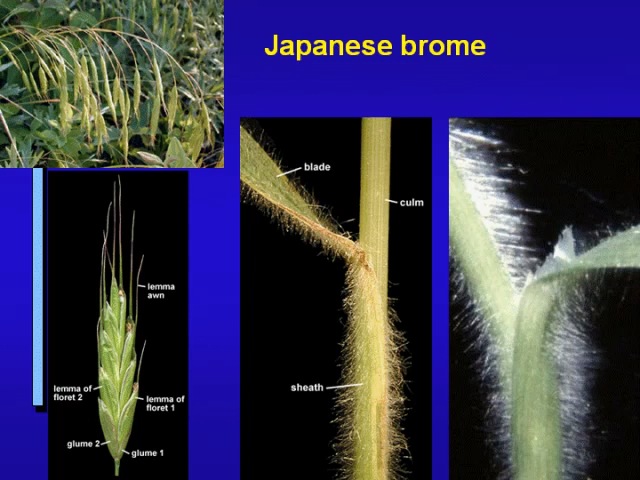 Japanese brome
blade
culm
sheath
lemma
awn
lemma of
floret 2
lemma of
floret 1
glume 2
glume 1